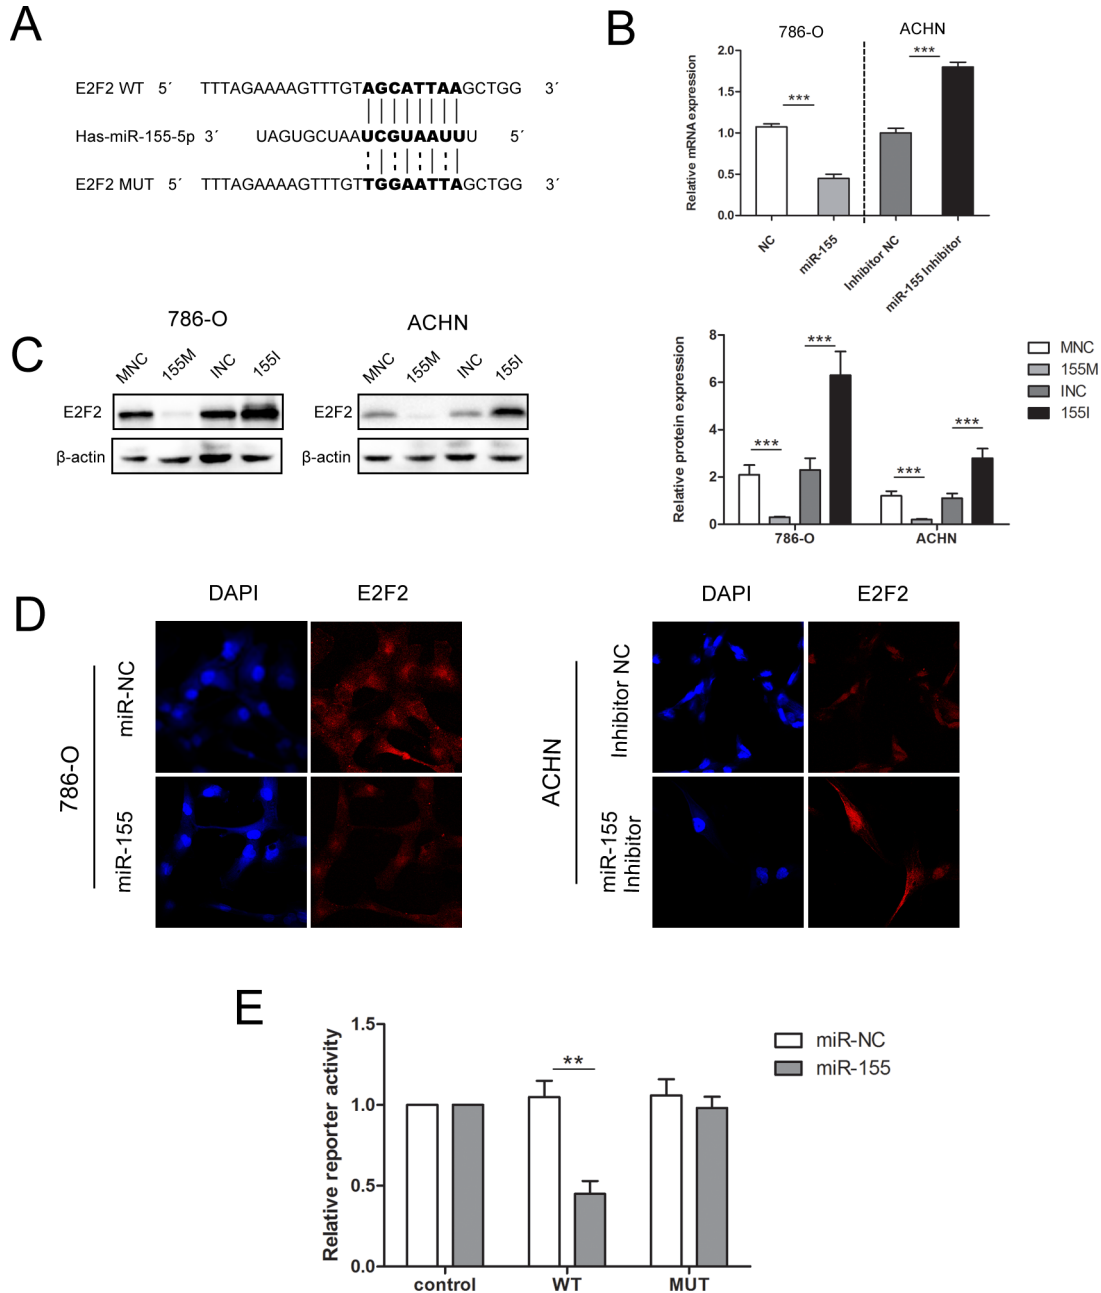 A
E2F2 WT 5´ TTTAGAAAAGTTTGTAGCATTAAGCTGG 3´
Has-miR-155-5p 3´ UAGUGCUAAUCGUAAUUU 5´
E2F2 MUT 5´ TTTAGAAAAGTTTGTTGGAATTAGCTGG 3´
B
786-O ACHN
Relative mRNA expression
2.0
1.5
1.0
0.5
0.0
***
***
NC
miR-155
Inhibitor NC
miR-155 Inhibitor
C
786-O
MNC 155M INC 155I
E2F2
β-actin
ACHN
MNC 155M INC 155I
E2F2
β-actin
Relative protein expression
8
6
4
2
0
***
***
***
***
786-O ACHN
MNC
155M
INC
155I
D
DAPI E2F2
786-O
miR-NC
miR-155
DAPI E2F2
ACHN
Inhibitor NC
miR-155
Inhibitor
E
Relative reporter activity
1.5
1.0
0.5
0.0
**
control WT MUT
miR-NC
miR-155